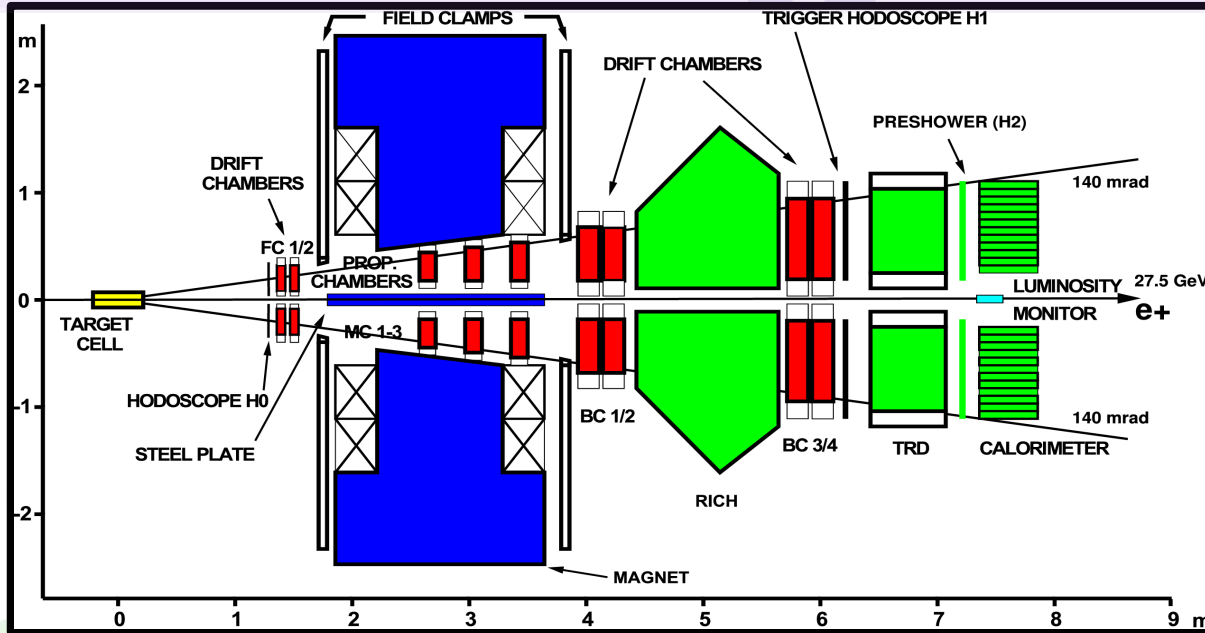 FIELD CLAMPS
TRIGGER HODOSCOPE H1
m
DRIFT CHAMBERS
2
PRESHOWER (H2)
DRIFT
CHAMBERS
1
140 mrad
FC 1/2
PROP.
CHAMBERS
0
LUMINOSITY
27.5 GeV
MONITOR
e+
TARGET
CELL
MC 1-3
HODOSCOPE H0
-1
BC 1/2
140 mrad
STEEL PLATE
BC 3/4
TRD
CALORIMETER
RICH
-2
MAGNET
0 1 2 3 4 5 6 7 8 9 m